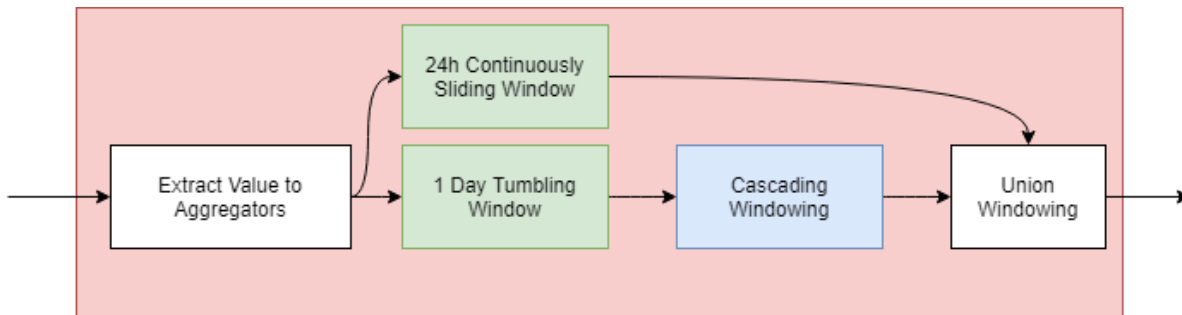 24h Continuously
Sliding Window
Extract Value to
Aggregators
1 Day Tumbling
Window
Cascading
Windowing
Union
Windowing